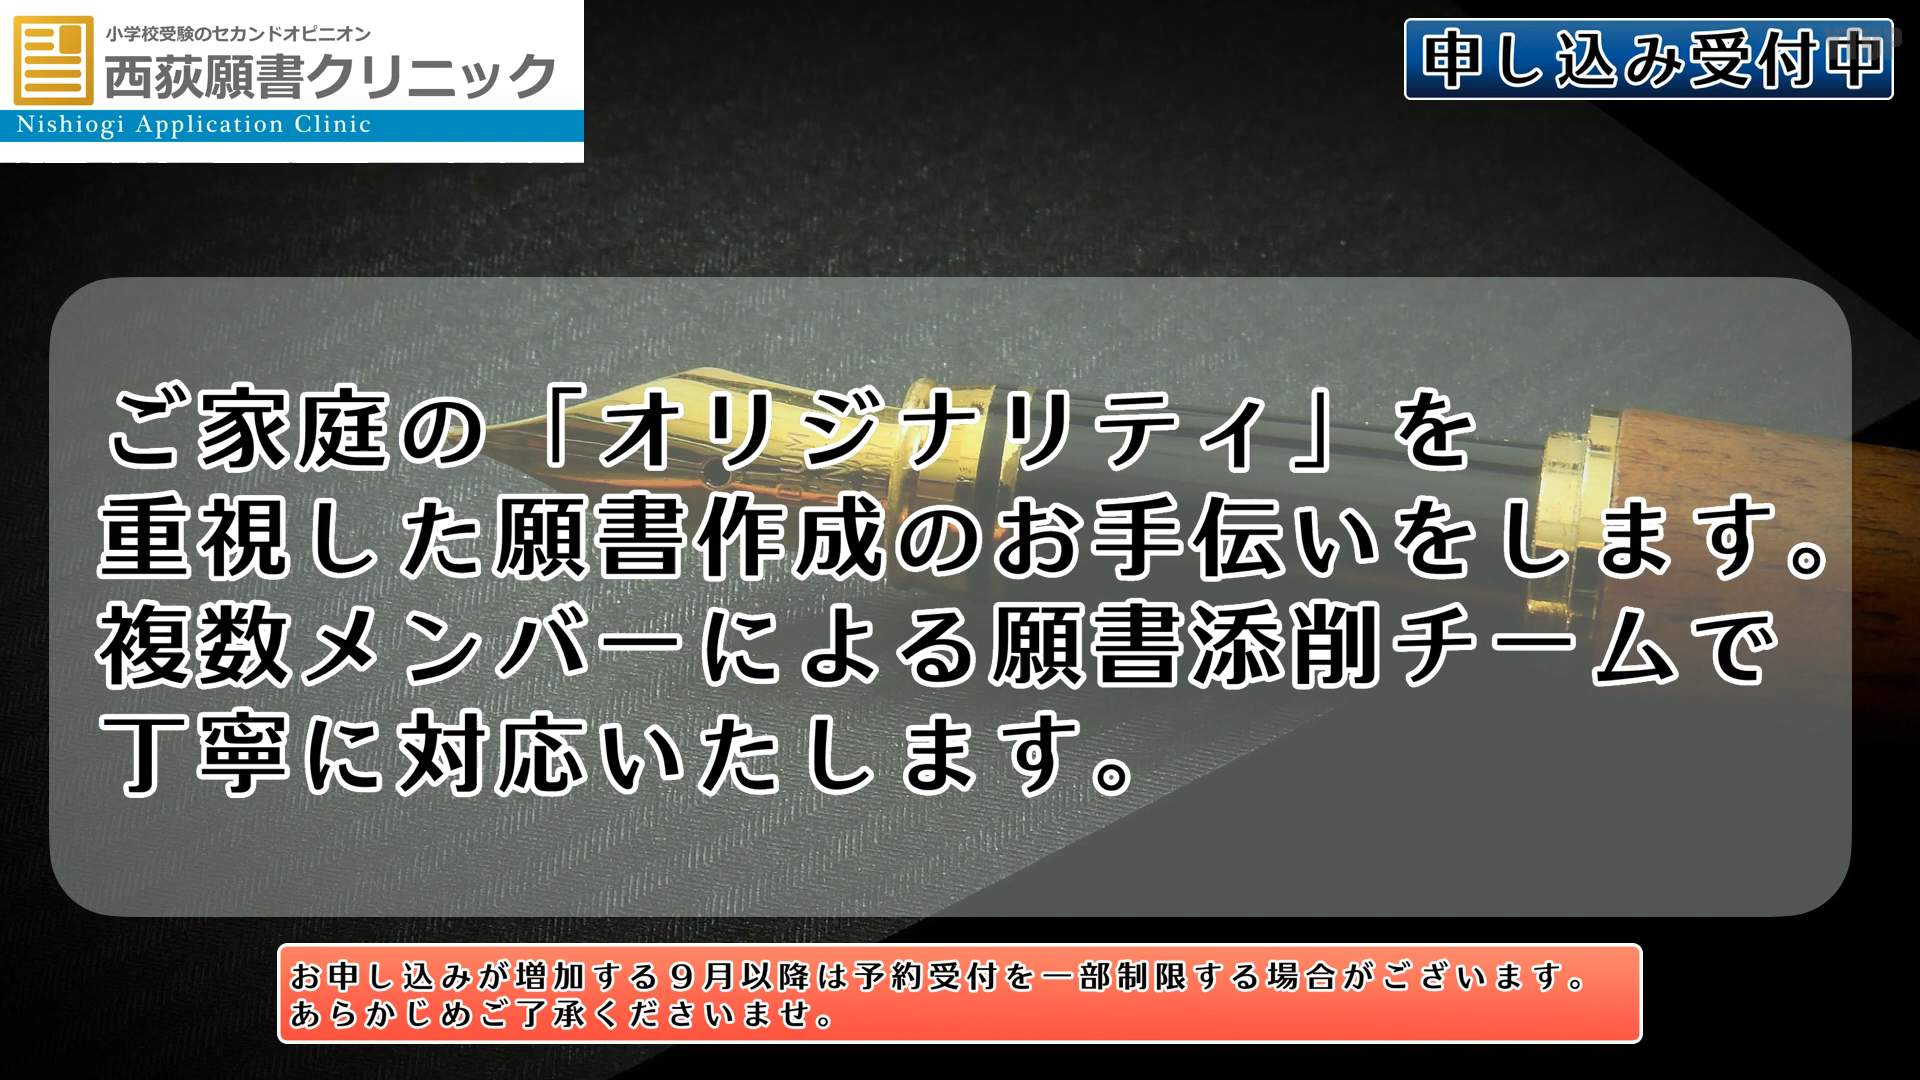 小学校受験のセカンドオピニオン
西荻願書クリニック
Nishiogi Application Clinic
申し込み受付中
ご家庭の「オリジナリティ」を
重視した願書作成のお手伝いをします。
複数メンバーによる願書添削チームで
丁寧に対応いたします。
お申し込みが増加する９月以降は予約受付を一部制限する場合がございます。
あらかじめご了承くださいませ。